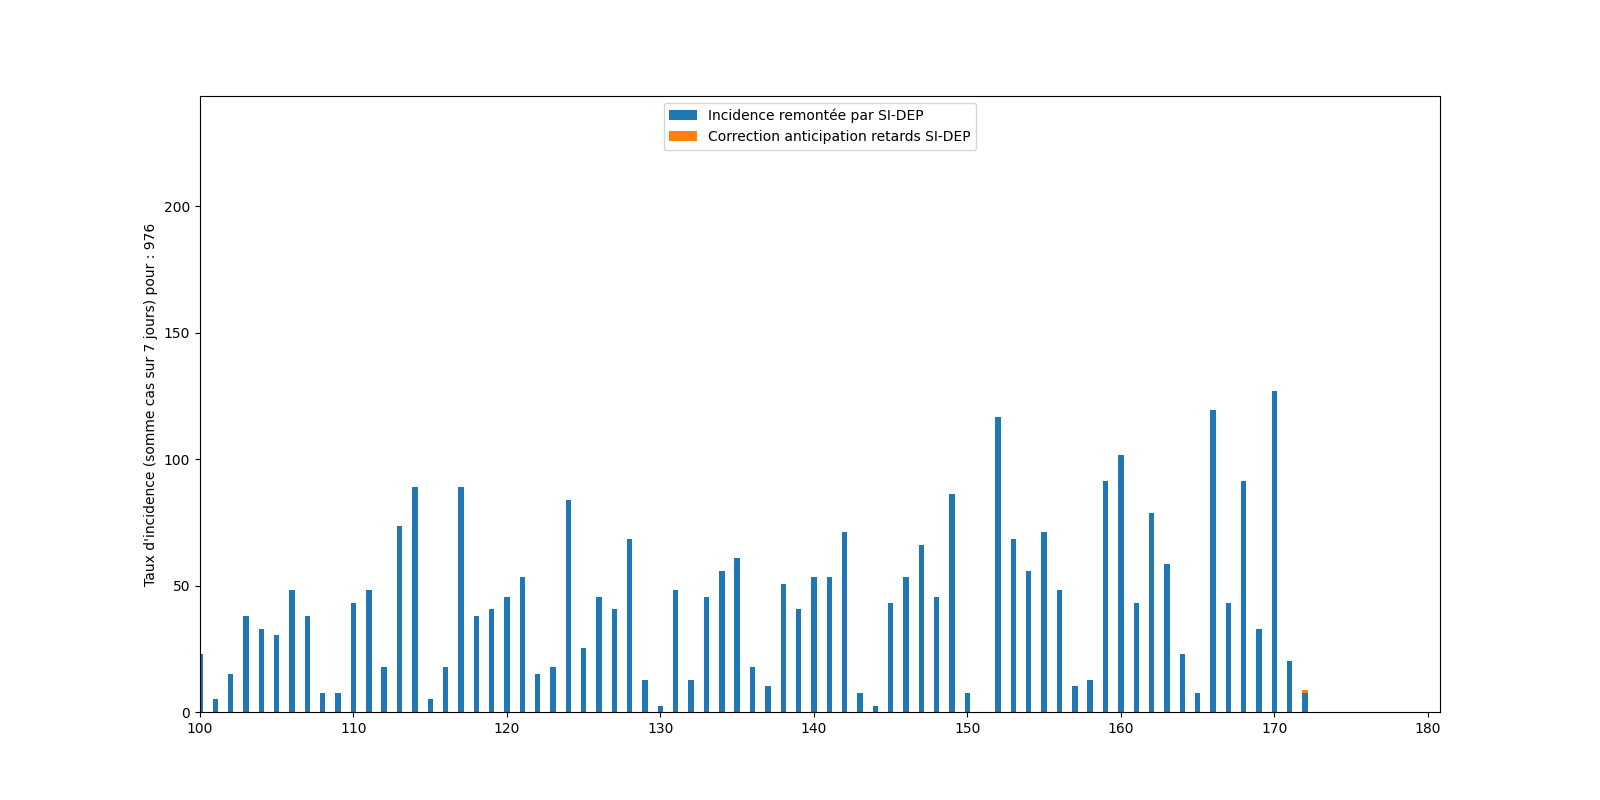 Incidence remontée par SI-DEP
Correction anticipation retards SI-DEP
Taux d'incidence (somme cas sur 7 jours) pour : 976
200
150
100
50
0
100 110 120 130 140 150 160 170 180